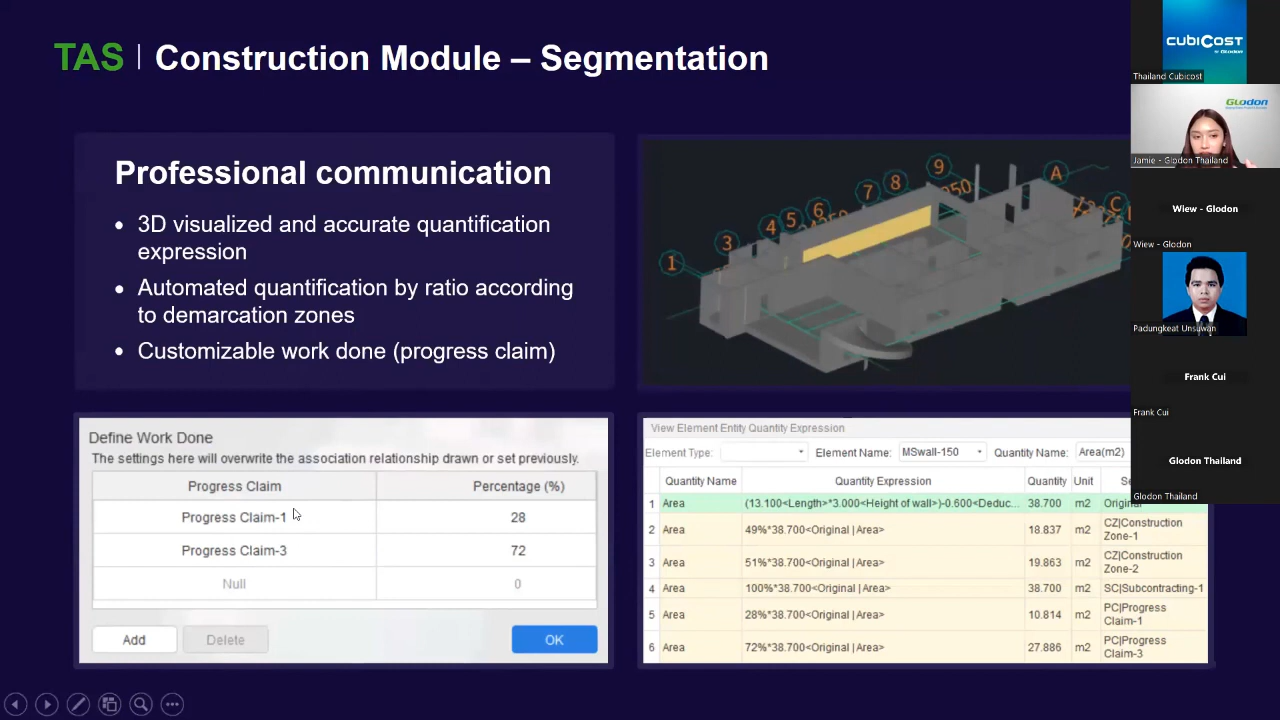 TAS | Construction Module – Segmentation
Professional communication
• 3D visualized and accurate quantification
expression
• Automated quantification by ratio according
to demarcation zones
• Customizable work done (progress claim)
1
3
4
5
6
7
8
9
A
C
Define Work Done
The settings here will overwrite the association relationship drawn or set previously.
Progress Claim Percentage (%)
Progress Claim-1 28
Progress Claim-3 72
Null 0
Add Delete OK
View Element Entity Quantity Expression
Element Type: Element Name: MSwall-150 Quantity Name: Area(m2)
Quantity Name Quantity Expression Quantity Unit
1 Area (13.100<Length>*3.000<Height of wall>)-0.600<Deduc... 38.700 m2 Original
2 Area 49%*38.700<Original | Area> 18.837 m2 CZ|Construction
Zone-1
3 Area 51%*38.700<Original | Area> 19.863 m2 CZ|Construction
Zone-2
4 Area 100%*38.700<Original | Area> 38.700 m2 SC|Subcontracting-1
5 Area 28%*38.700<Original | Area> 10.814 m2 PC|Progress
Claim-1
6 Area 72%*38.700<Original | Area> 27.886 m2 PC|Progress
Claim-3
CUBICOST
BY Glodon
Thailand Cubicost
GLODON
Jamie - Glodon Thailand
Wiew - Glodon
Wiew - Glodon
Padungkeat Unsuwan
Frank Cui
Frank Cui
Glodon Thailand
Glodon Thailand